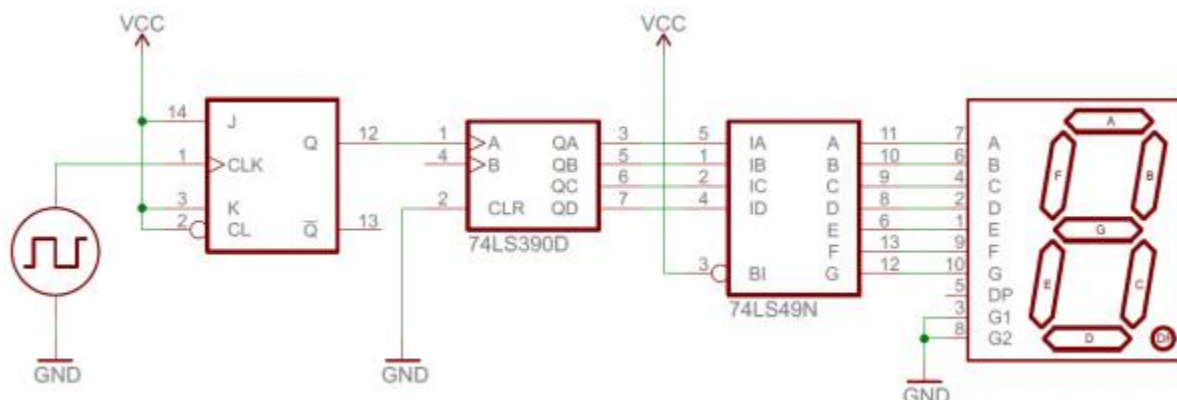 VCC
VCC
14 J
1 CLK
3 K
2 CL
Q 12
Q 13
1 A QA 3
4 B QB 5
QC 6
2 CLR QD 7
74LS390D
5 IA A 11
1 IB B 10
2 IC C 9
4 ID D 8
E 6
F 13
3 BI G 12
74LS49N
7 A
6 B
4 C
2 D
1 E
9 F
10 G
5 DP
3 G1
8 G2
A
F B
G
E C
D
GND
GND
GND